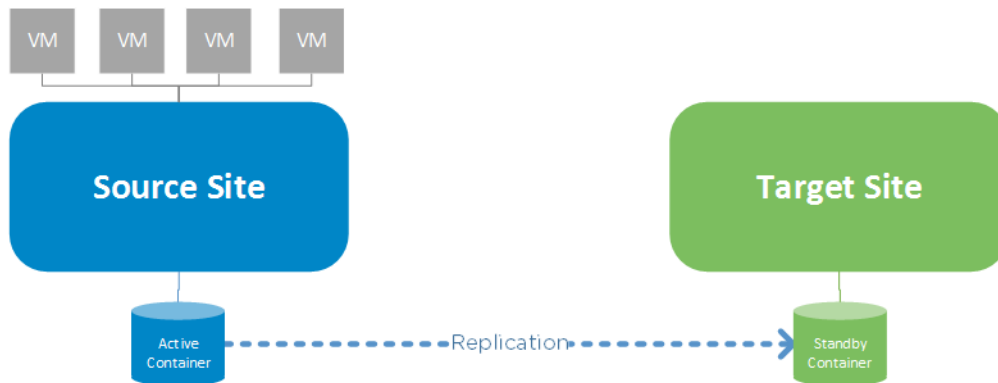 VM VM VM VM
Source Site
Target Site
Active
Container
Replication
Standby
Container